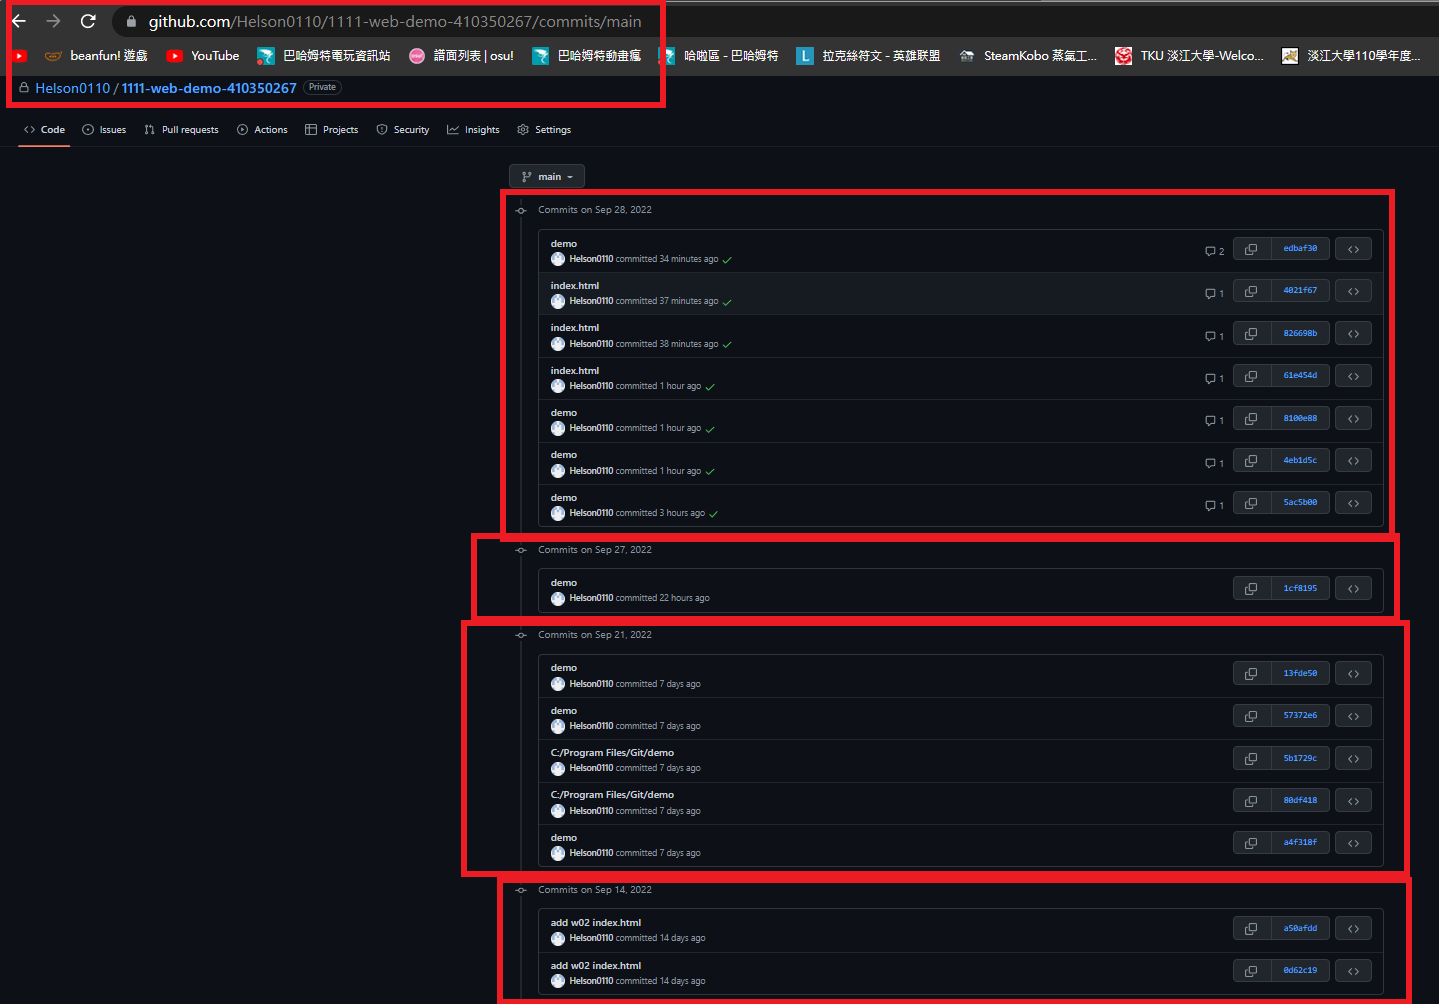 github.com/Helson0110/1111-web-demo-410350267/commits/main
beanfun! 遊戲 YouTube 巴哈姆特電玩資訊站 譜面列表 | osu! 巴哈姆特動畫瘋 哈啦區 - 巴哈姆特 L 拉克絲符文 - 英雄联盟 SteamKobo 蒸氣工... TKU 淡江大學-Welco... 淡江大學110學年度...
Helson0110 / 1111-web-demo-410350267 Private
Code Issues Pull requests Actions Projects Security Insights Settings
main
Commits on Sep 28, 2022
demo
Helson0110 committed 34 minutes ago 2 edbaf30
index.html
Helson0110 committed 37 minutes ago 1 4021f67
index.html
Helson0110 committed 38 minutes ago 1 826698b
index.html
Helson0110 committed 1 hour ago 1 61e454d
demo
Helson0110 committed 1 hour ago 1 8100e88
demo
Helson0110 committed 1 hour ago 1 4eb1d5c
demo
Helson0110 committed 3 hours ago 1 5ac5b00
Commits on Sep 27, 2022
demo
Helson0110 committed 22 hours ago 1cf8195
Commits on Sep 21, 2022
demo
Helson0110 committed 7 days ago 13fde50
demo
Helson0110 committed 7 days ago 57372e6
C:/Program Files/Git/demo
Helson0110 committed 7 days ago 5b1729c
C:/Program Files/Git/demo
Helson0110 committed 7 days ago 80df418
demo
Helson0110 committed 7 days ago a4f318f
Commits on Sep 14, 2022
add w02 index.html
Helson0110 committed 14 days ago a50afdd
add w02 index.html
Helson0110 committed 14 days ago 0d62c19